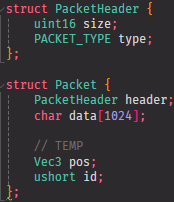 struct PacketHeader {
    uint16 size;
    PACKET_TYPE type;
};

struct Packet {
    PacketHeader header;
    char data[1024];

    // TEMP
    Vec3 pos;
    ushort id;
};